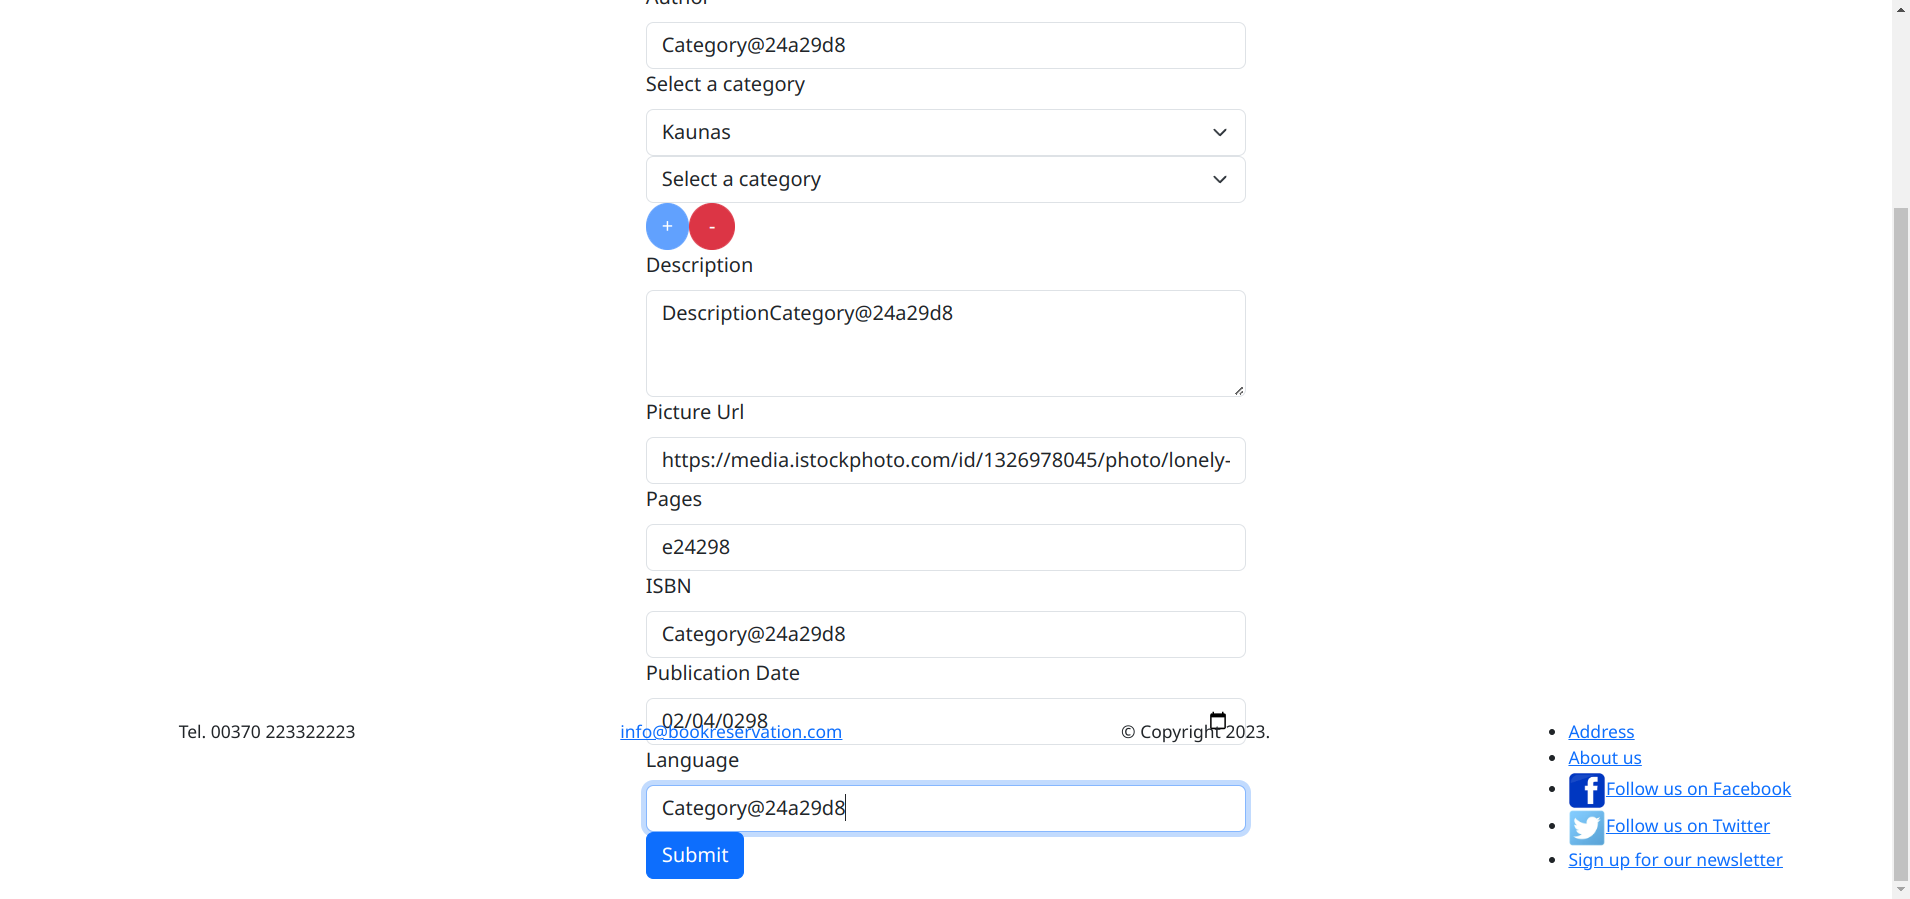 Author
Category@24a29d8
Select a category
Kaunas
Select a category
+ -
Description
DescriptionCategory@24a29d8
Picture Url
https://media.istockphoto.com/id/1326978045/photo/lonely-
Pages
e24298
ISBN
Category@24a29d8
Publication Date
02/04/0298
Tel. 00370 223322223
info@bookreservation.com
© Copyright 2023.
Language
Category@24a29d8
Submit
Address
About us
Follow us on Facebook
Follow us on Twitter
Sign up for our newsletter